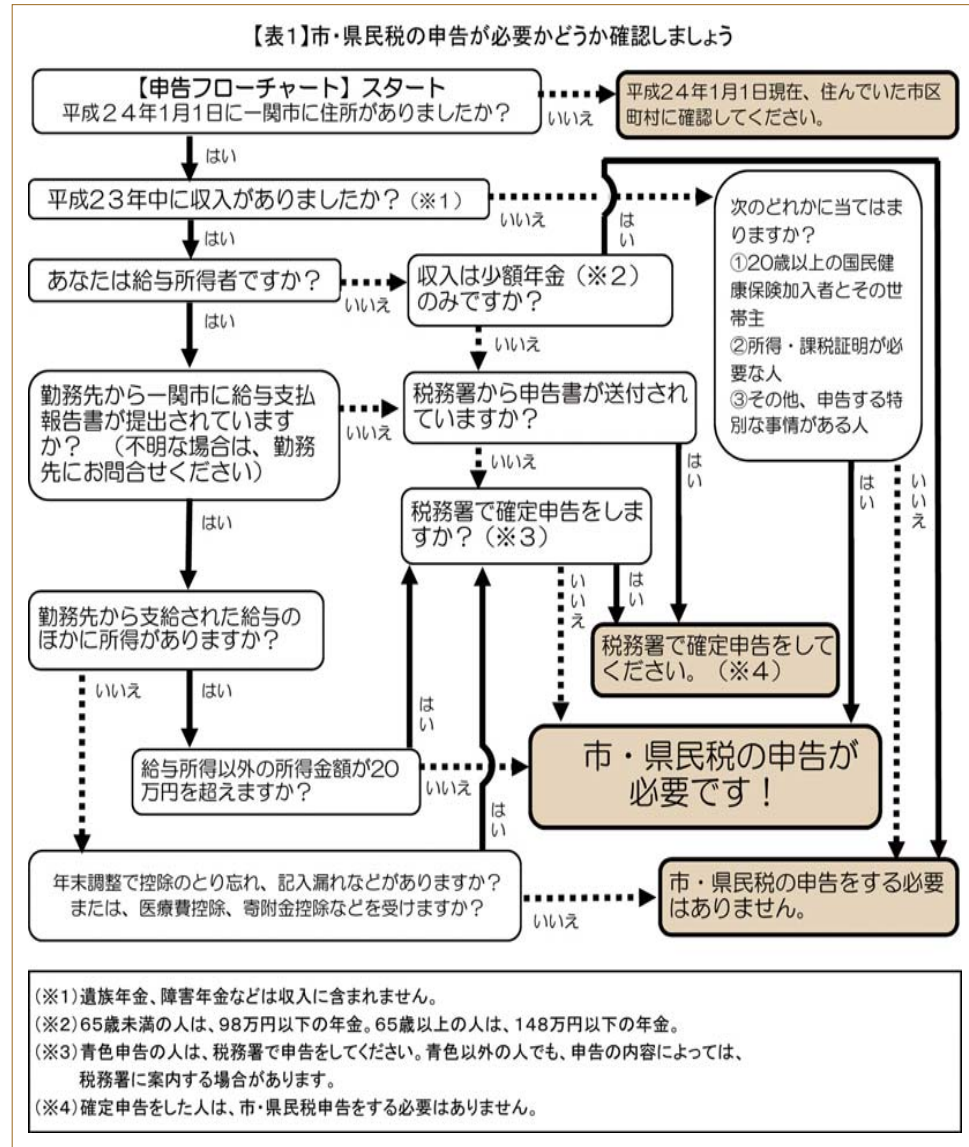 【表1】市・県民税の申告が必要かどうか確認しましょう
【申告フローチャート】スタート
平成24年1月1日に一関市に住所がありましたか？
いいえ
平成24年1月1日現在、住んでいた市区
町村に確認してください。
はい
平成23年中に収入がありましたか？（※1）
いいえ
はい
次のどれかに当てはま
りますか？
①20歳以上の国民健
康保険加入者とその世
帯主
②所得・課税証明が必
要な人
③その他、申告する特
別な事情がある人
はい
いいえ
あなたは給与所得者ですか？
いいえ
はい
収入は少額年金（※2）
のみですか？
はい
いいえ
勤務先から一関市に給与支払
報告書が提出されています
か？　（不明な場合は、勤務
先にお問合せください）
いいえ
はい
税務署から申告書が送付され
ていますか？
はい
いいえ
税務署で確定申告をしま
すか？（※3）
いいえ
はい
勤務先から支給された給与の
ほかに所得がありますか？
いいえ
はい
税務署で確定申告をして
ください。（※4）
給与所得以外の所得金額が20
万円を超えますか？
はい
いいえ
市・県民税の申告が
必要です！
年末調整で控除のとり忘れ、記入漏れなどがありますか？
または、医療費控除、寄附金控除などを受けますか？
はい
いいえ
市・県民税の申告をする必要
はありません。
（※1）遺族年金、障害年金などは収入に含まれません。
（※2）65歳未満の人は、98万円以下の年金。65歳以上の人は、148万円以下の年金。
（※3）青色申告の人は、税務署で申告をしてください。青色以外の人でも、申告の内容によっては、
税務署に案内する場合があります。
（※4）確定申告をした人は、市・県民税申告をする必要はありません。